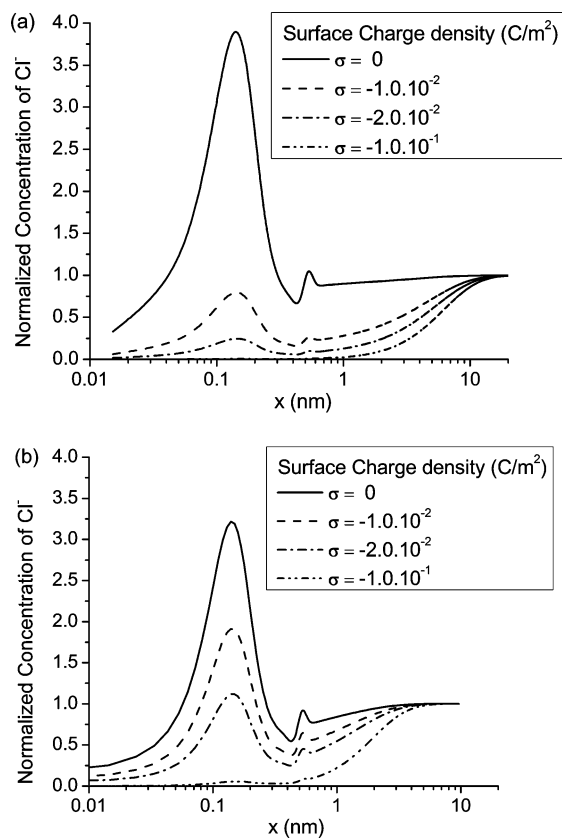 (a)
Normalized Concentration of Cl⁻
4.0
3.5
3.0
2.5
2.0
1.5
1.0
0.5
0.0
0.01
0.1
1
10
x (nm)
Surface Charge density (C/m²)
σ = 0
σ = -1.0.10⁻²
σ = -2.0.10⁻²
σ = -1.0.10⁻¹
(b)
Normalized Concentration of Cl⁻
4.0
3.5
3.0
2.5
2.0
1.5
1.0
0.5
0.0
0.01
0.1
1
10
x (nm)
Surface Charge density (C/m²)
σ = 0
σ = -1.0.10⁻²
σ = -2.0.10⁻²
σ = -1.0.10⁻¹